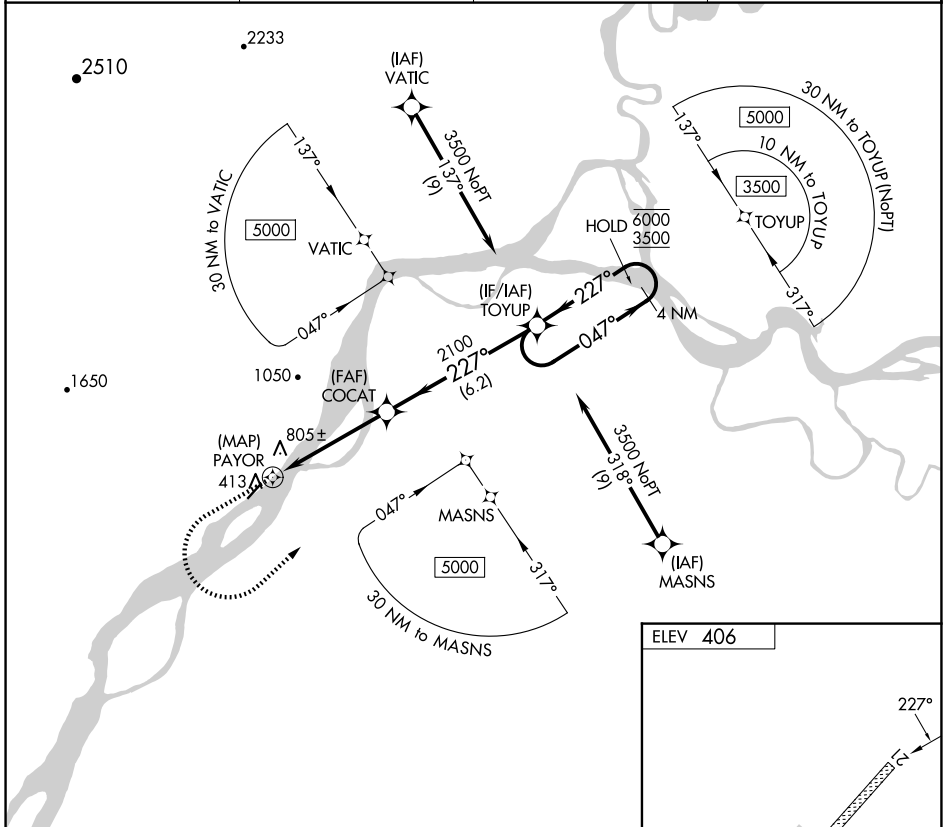 2233
2510
(IAF)
VATIC
3500 NoPT
137°
(9)
30 NM to VATIC
137°
5000
VATIC
047°
30 NM to TOYUP (NoPT)
137°
5000
10 NM to TOYUP
3500
TOYUP
317°
HOLD
6000
3500
(IF/IAF)
TOYUP
227°
047°
4 NM
2100
227°
(6.2)
1650
1050
(FAF)
COCAT
805±
(MAP)
PAYOR
413
047°
MASNS
5000
317°
30 NM to MASNS
3500 NoPT
318°
(9)
(IAF)
MASNS
ELEV 406
227°
21